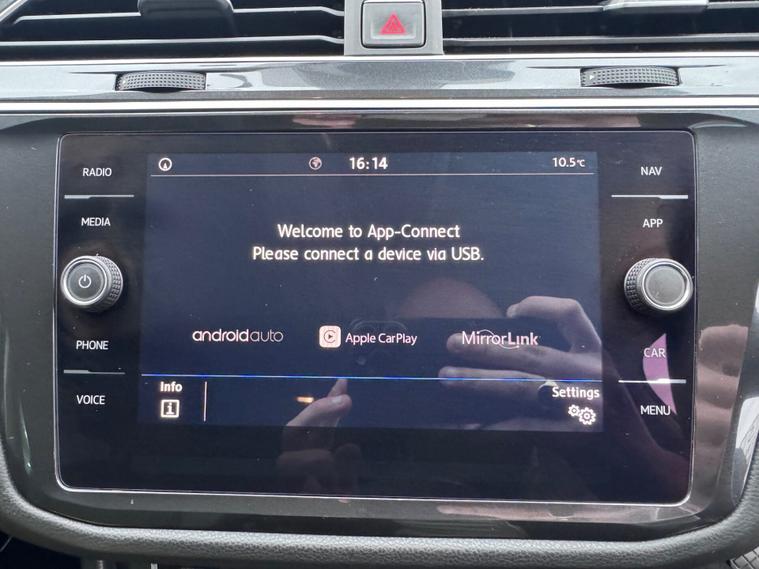 RADIO
MEDIA
PHONE
VOICE
16:14
10.5°C
Welcome to App-Connect
Please connect a device via USB.
androidauto
Apple CarPlay
MirrorLink
Info
i
Settings
NAV
APP
CAR
MENU